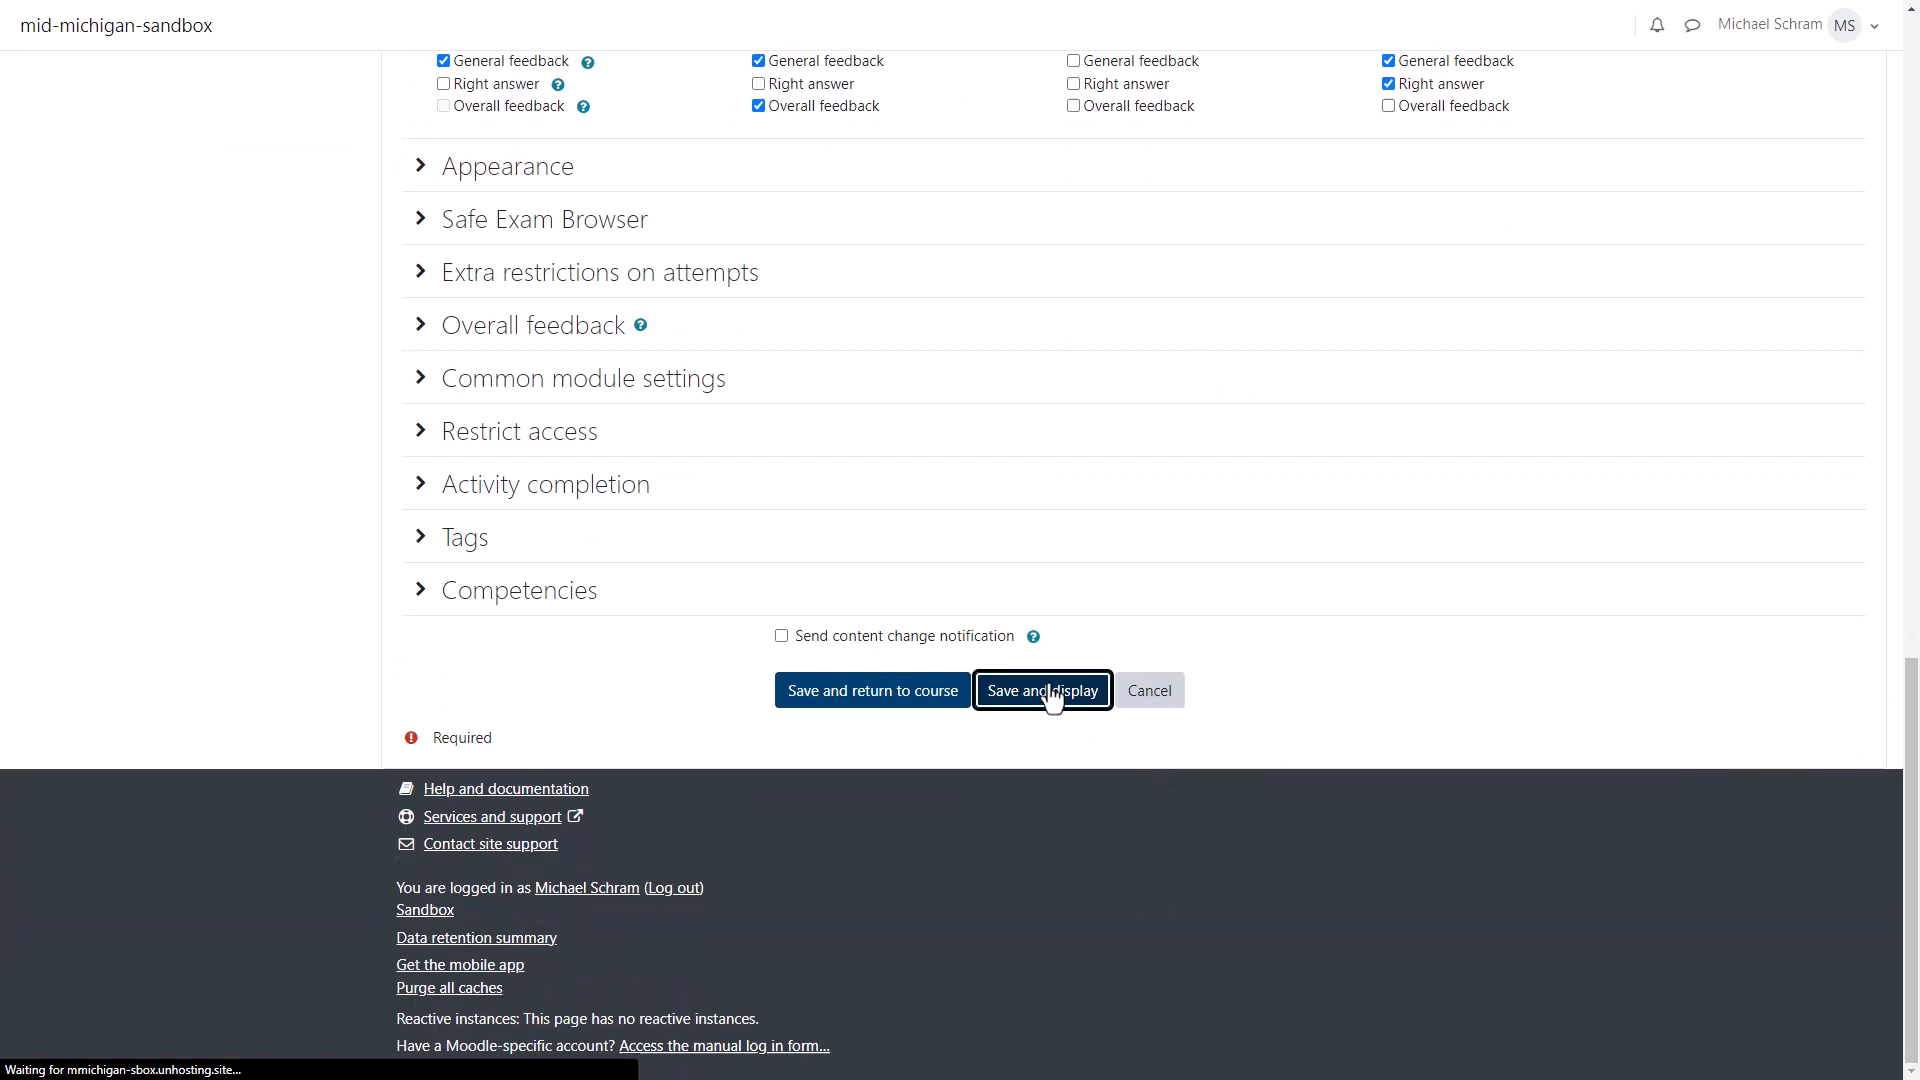 mid-michigan-sandbox
Michael Schram MS
General feedback General feedback General feedback General feedback
Right answer Right answer Right answer Right answer
Overall feedback Overall feedback Overall feedback Overall feedback
Appearance
Safe Exam Browser
Extra restrictions on attempts
Overall feedback
Common module settings
Restrict access
Activity completion
Tags
Competencies
Send content change notification
Save and return to course Save and display Cancel
Required
Help and documentation
Services and support
Contact site support
You are logged in as Michael Schram (Log out)
Sandbox
Data retention summary
Get the mobile app
Purge all caches
Reactive instances: This page has no reactive instances.
Have a Moodle-specific account? Access the manual log in form...
Waiting for mmichigan-sbox.unhosting.site...